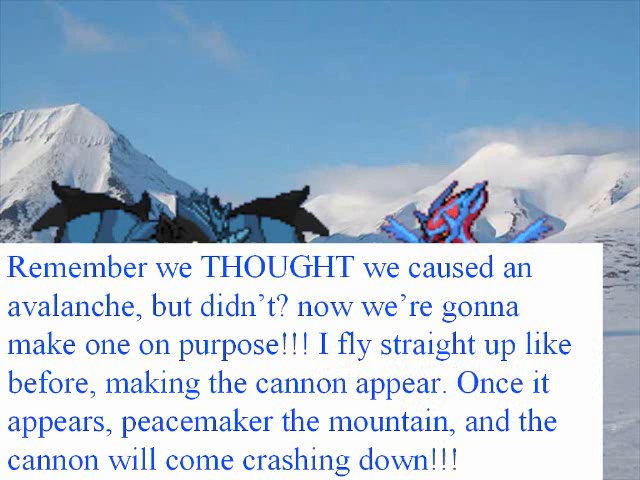 Remember we THOUGHT we caused an
avalanche, but didn’t? now we’re gonna
make one on purpose!!! I fly straight up like
before, making the cannon appear. Once it
appears, peacemaker the mountain, and the
cannon will come crashing down!!!